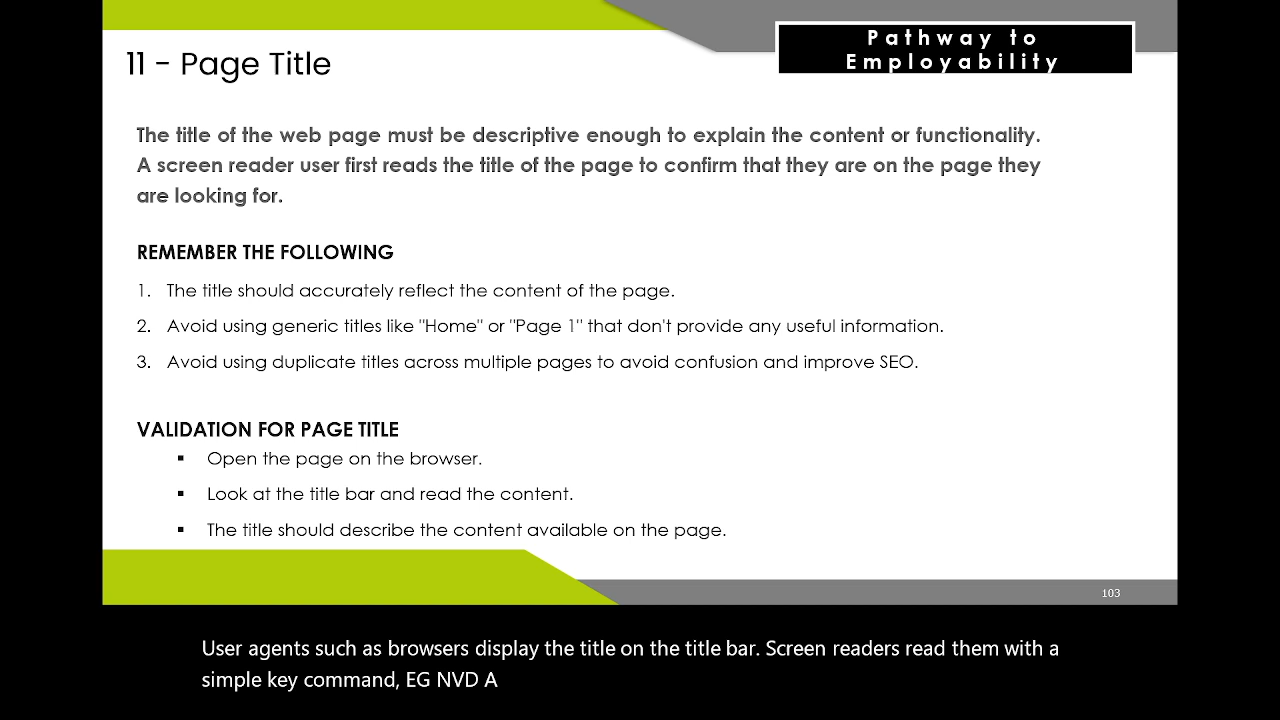 Pathway to
Employability
11 - Page Title
The title of the web page must be descriptive enough to explain the content or functionality.
A screen reader user first reads the title of the page to confirm that they are on the page they
are looking for.
REMEMBER THE FOLLOWING
1. The title should accurately reflect the content of the page.
2. Avoid using generic titles like "Home" or "Page 1" that don't provide any useful information.
3. Avoid using duplicate titles across multiple pages to avoid confusion and improve SEO.
VALIDATION FOR PAGE TITLE
▪ Open the page on the browser.
▪ Look at the title bar and read the content.
▪ The title should describe the content available on the page.
103
User agents such as browsers display the title on the title bar. Screen readers read them with a
simple key command, EG NVD A